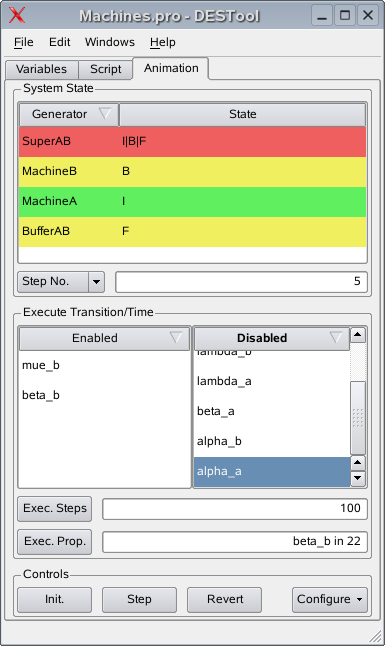 Machines.pro - DESTool
File Edit Windows Help
Variables Script Animation
System State
Generator State
SuperAB I|B|F
MachineB B
MachineA I
BufferAB F
Step No. 5
Execute Transition/Time
Enabled Disabled
lambda_b
mue_b
lambda_a
beta_b
beta_a
alpha_b
alpha_a
Exec. Steps 100
Exec. Prop. beta_b in 22
Controls
Init. Step Revert Configure